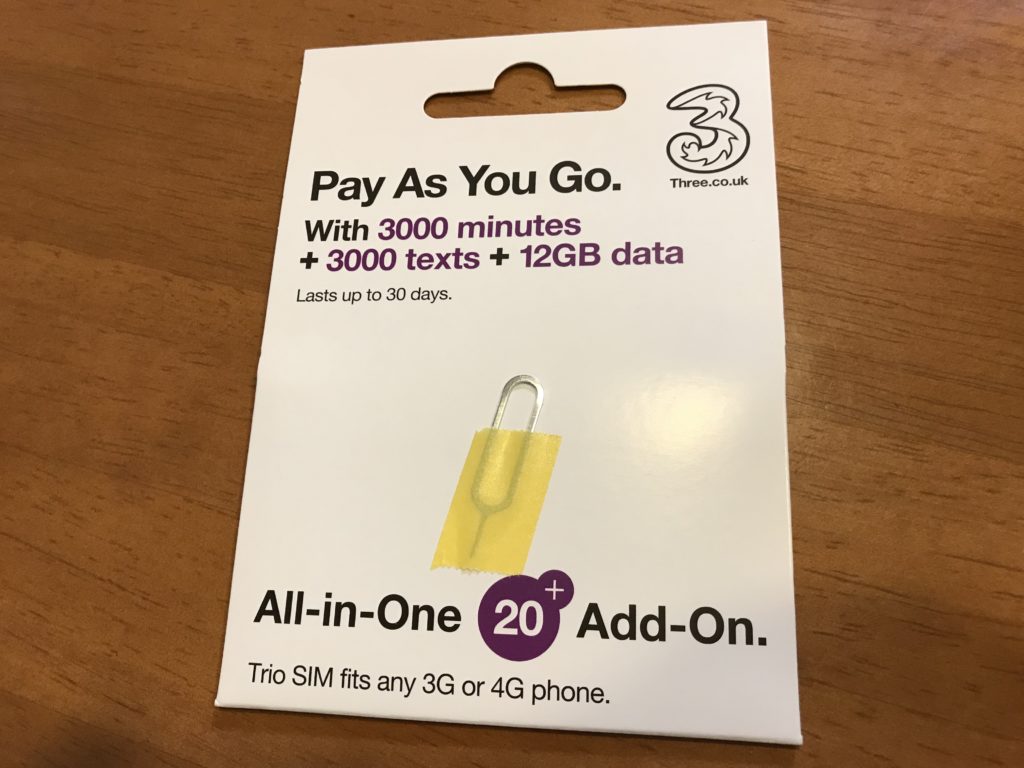 3
Three.co.uk
Pay As You Go.
With 3000 minutes
+ 3000 texts + 12GB data
Lasts up to 30 days.
All-in-One 20+ Add-On.
Trio SIM fits any 3G or 4G phone.